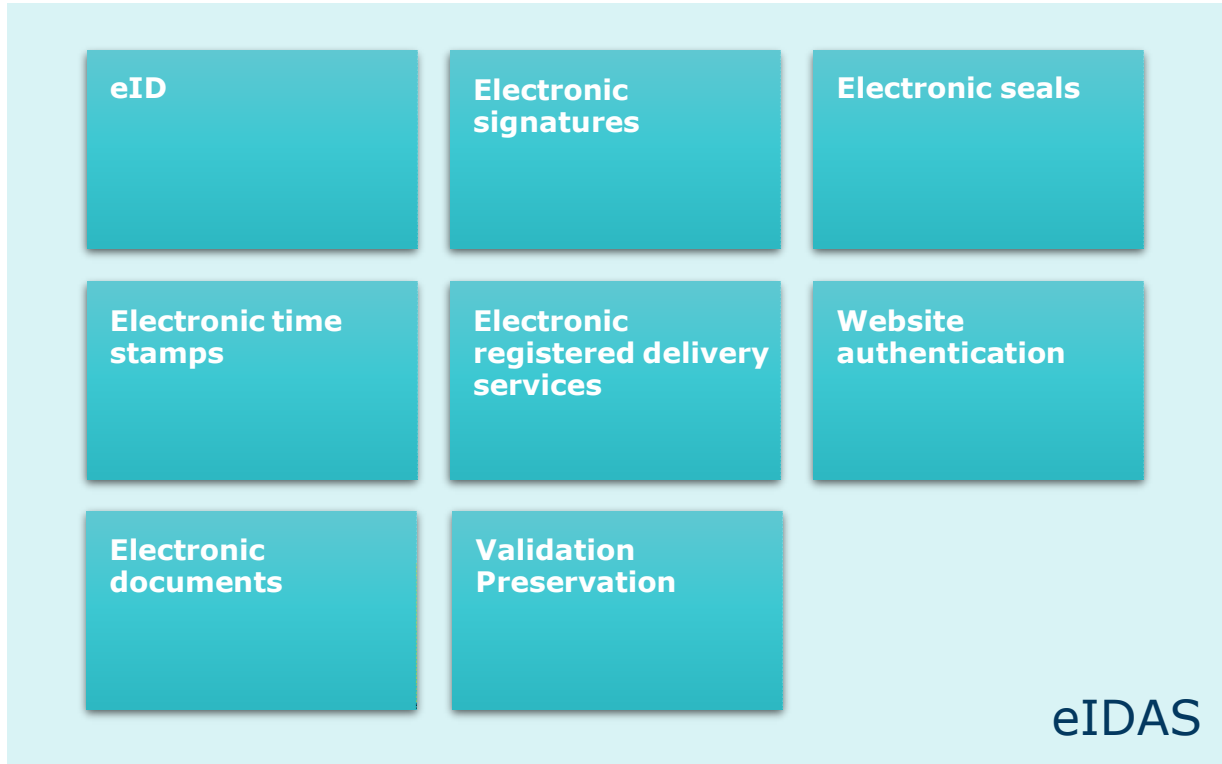 eID
Electronic
signatures
Electronic seals
Electronic time
stamps
Electronic
registered delivery
services
Website
authentication
Electronic
documents
Validation
Preservation
eIDAS